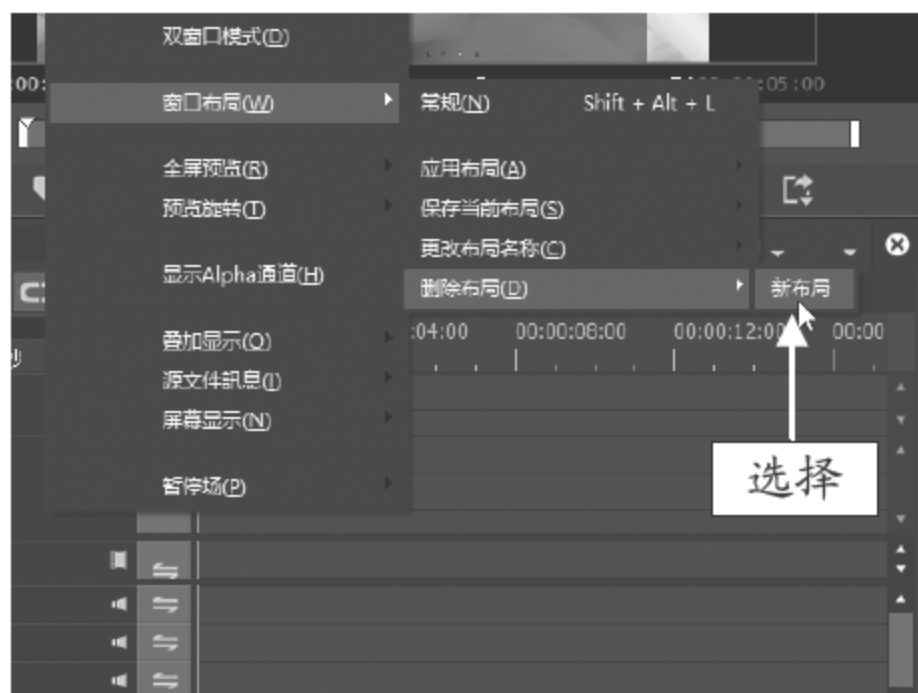 双窗口模式(D)
:00:
:05:00
窗口布局(W)
常规(N) Shift + Alt + L
全屏预览(R)
应用布局(A)
预览旋转(T)
保存当前布局(S)
更改布局名称(C)
显示Alpha通道(H)
删除布局(D)
新布局
:04:00 00:00:08:00 00:00:12:00 00:00
叠加显示(O)
源文件訊息(I)
屏幕显示(N)
选择
暂停场(P)